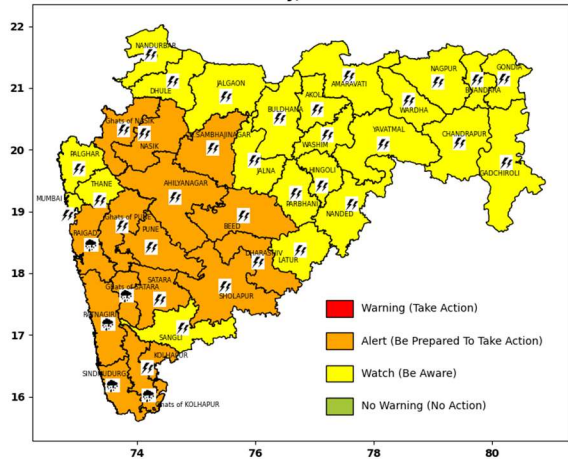 22
21
20
19
18
17
16
74
76
78
80
NANDURBAR
DHULE
JALGAON
BULDHANA
AKOLA
AMARAVATI
NAGPUR
GONDIA
BHANDARA
WARDHA
Ghats of NASIK
NASIK
SAMBHAJINAGAR
WASHIM
YAVATMAL
CHANDRAPUR
GADCHIROLI
PALGHAR
THANE
MUMBAI
AHILYANAGAR
JALNA
PARBHANI
HINGOLI
NANDED
RAIGAD
Ghats of PUNE
PUNE
BEED
DHARASHIV
LATUR
SATARA
Ghats of SATARA
SHOLAPUR
RATNAGIRI
SANGLI
SINDHUDURG
KOLHAPUR
Ghats of KOLHAPUR
Warning (Take Action)
Alert (Be Prepared To Take Action)
Watch (Be Aware)
No Warning (No Action)